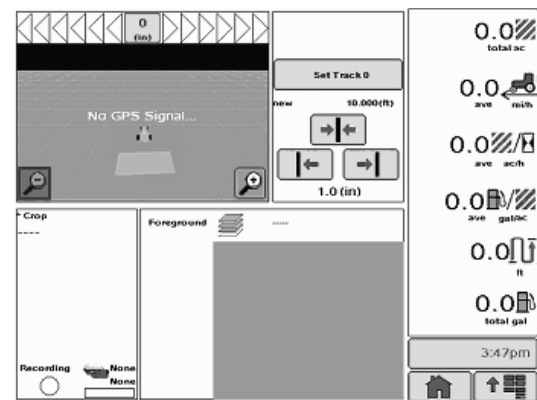 0
(in)
No GPS Signal...
Set Track 0
new 10.000(ft)
1.0 (in)
0.0
total ac
0.0
ave mi/h
0.0
ave ac/h
0.0
ave gal/ac
0.0
ft
0.0
total gal
3:47pm
Crop
----
Recording
None
None
Foreground -----